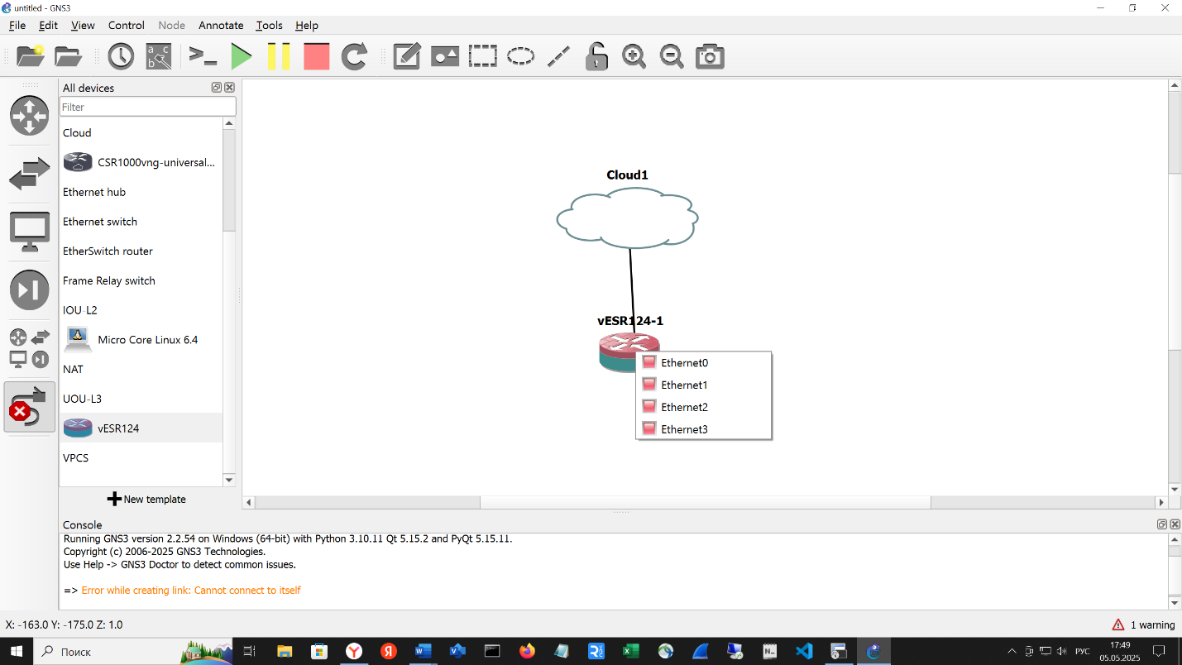 untitled - GNS3
File Edit View Control Node Annotate Tools Help
All devices
Filter
Cloud
CSR1000vng-universal...
Ethernet hub
Ethernet switch
EtherSwitch router
Frame Relay switch
IOU-L2
Micro Core Linux 6.4
NAT
UOU-L3
vESR124
VPCS
New template
Cloud1
vESR124-1
Ethernet0
Ethernet1
Ethernet2
Ethernet3
Console
Running GNS3 version 2.2.54 on Windows (64-bit) with Python 3.10.11 Qt 5.15.2 and PyQt 5.15.11.
Copyright (c) 2006-2025 GNS3 Technologies.
Use Help -> GNS3 Doctor to detect common issues.
=> Error while creating link: Cannot connect to itself
X: -163.0 Y: -175.0 Z: 1.0
1 warning
Поиск
РУС
17:49
05.05.2025